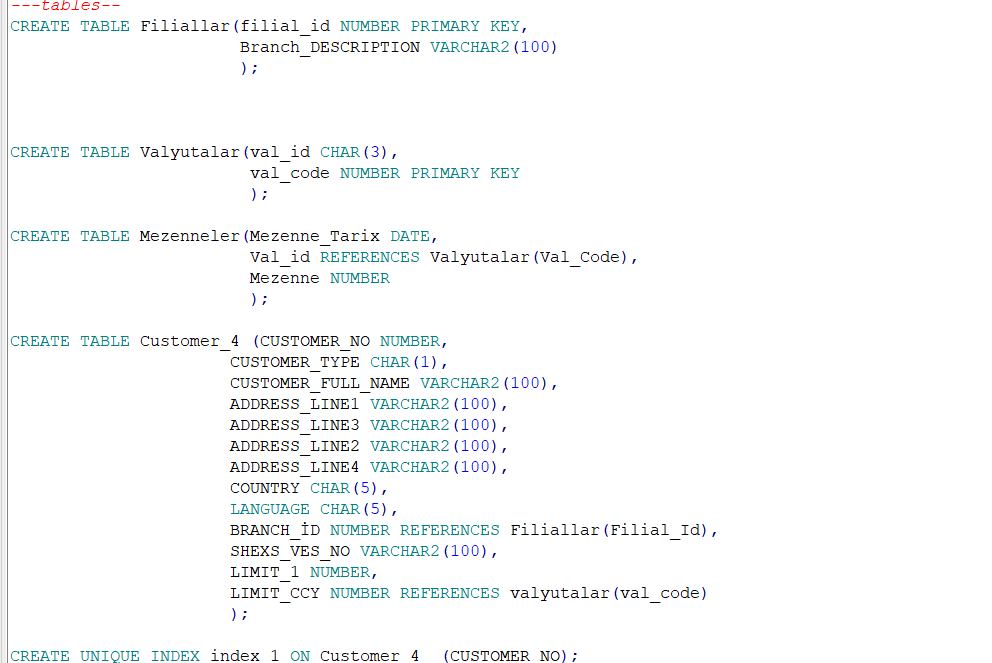 ---tables--
CREATE TABLE Filiallar(filial_id NUMBER PRIMARY KEY,
Branch_DESCRIPTION VARCHAR2(100)
);
CREATE TABLE Valyutalar(val_id CHAR(3),
val_code NUMBER PRIMARY KEY
);
CREATE TABLE Mezenneler(Mezenne_Tarix DATE,
Val_id REFERENCES Valyutalar(Val_Code),
Mezenne NUMBER
);
CREATE TABLE Customer_4 (CUSTOMER_NO NUMBER,
CUSTOMER_TYPE CHAR(1),
CUSTOMER_FULL_NAME VARCHAR2(100),
ADDRESS_LINE1 VARCHAR2(100),
ADDRESS_LINE3 VARCHAR2(100),
ADDRESS_LINE2 VARCHAR2(100),
ADDRESS_LINE4 VARCHAR2(100),
COUNTRY CHAR(5),
LANGUAGE CHAR(5),
BRANCH_İD NUMBER REFERENCES Filiallar(Filial_Id),
SHEXS_VES_NO VARCHAR2(100),
LIMIT_1 NUMBER,
LIMIT_CCY NUMBER REFERENCES valyutalar(val_code)
);
CREATE UNIQUE INDEX index_1 ON Customer_4  (CUSTOMER_NO);